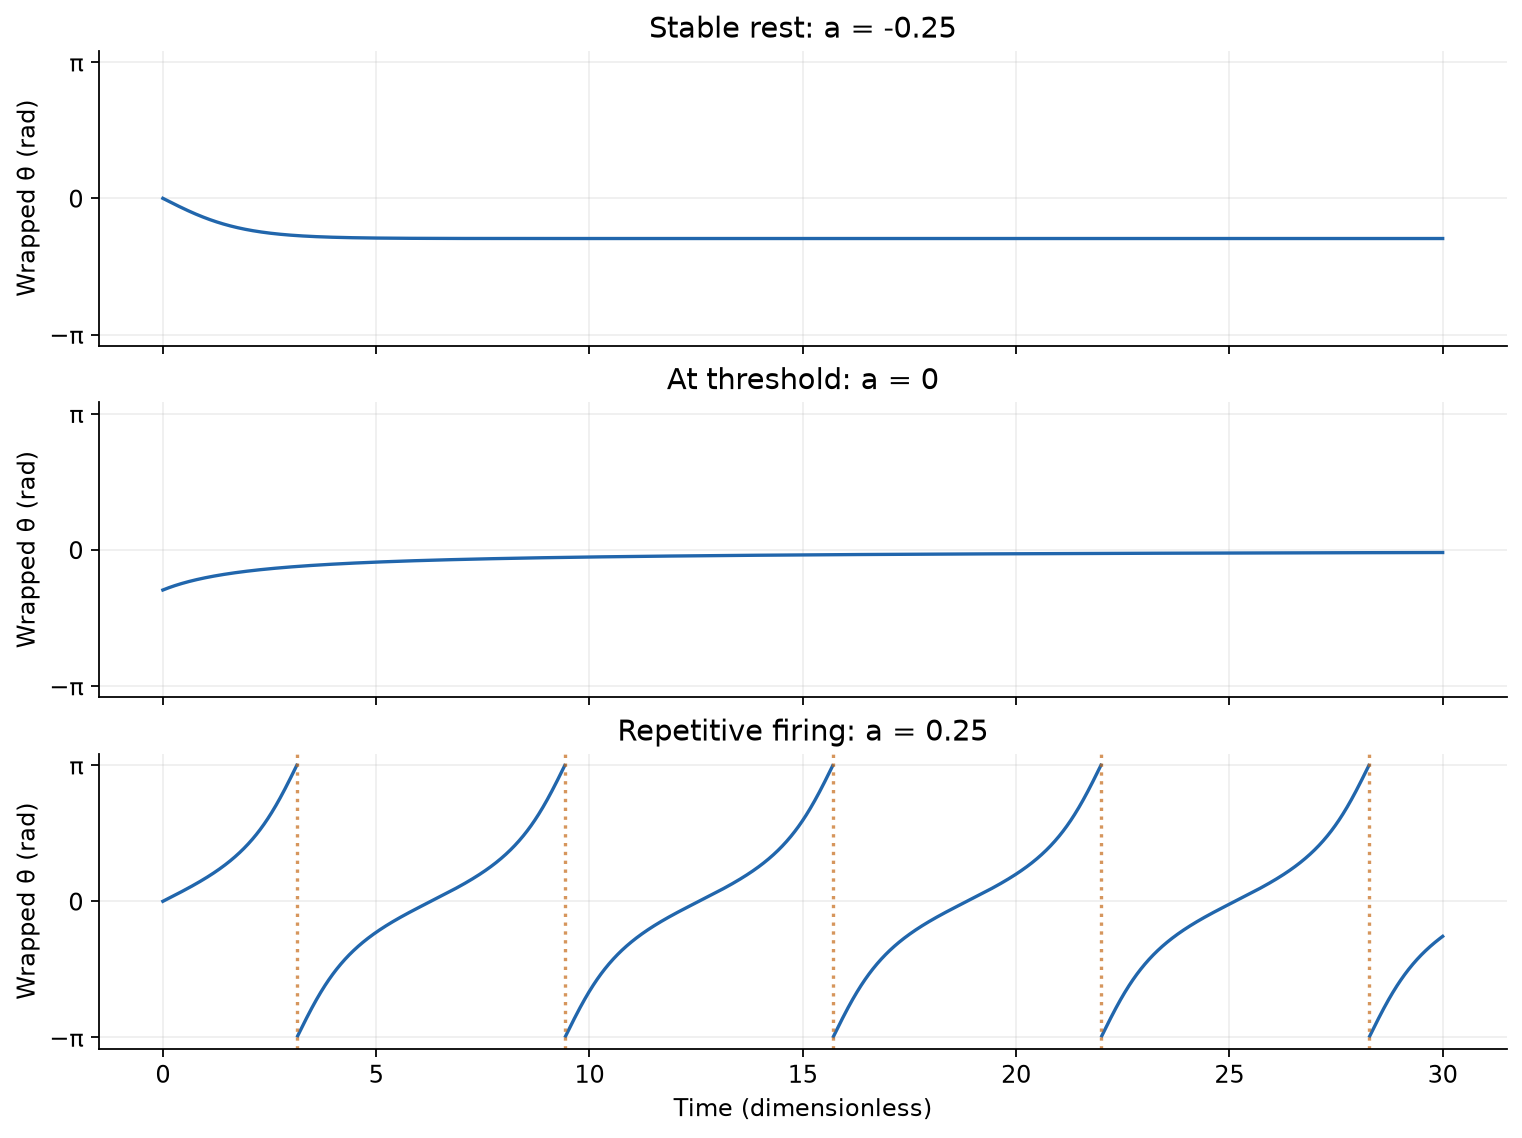 Stable rest: a = -0.25
Wrapped θ (rad)
π
0
−π
At threshold: a = 0
Wrapped θ (rad)
π
0
−π
Repetitive firing: a = 0.25
Wrapped θ (rad)
π
0
−π
0 5 10 15 20 25 30
Time (dimensionless)